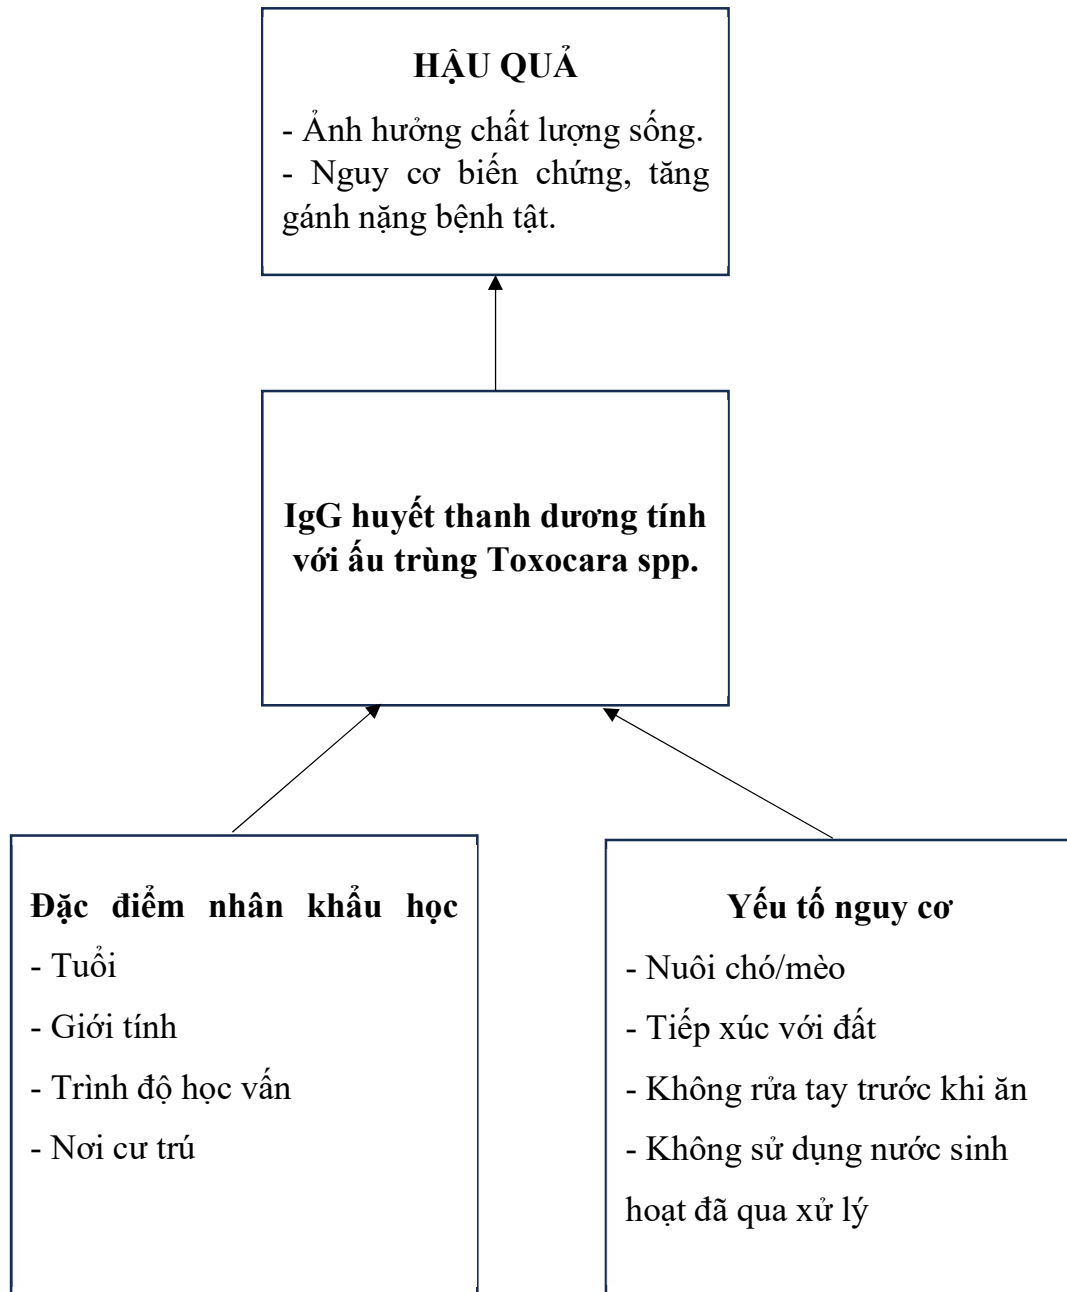 HẬU QUẢ
- Ảnh hưởng chất lượng sống.
- Nguy cơ biến chứng, tăng
gánh nặng bệnh tật.
IgG huyết thanh dương tính
với ấu trùng Toxocara spp.
Đặc điểm nhân khẩu học
- Tuổi
- Giới tính
- Trình độ học vấn
- Nơi cư trú
Yếu tố nguy cơ
- Nuôi chó/mèo
- Tiếp xúc với đất
- Không rửa tay trước khi ăn
- Không sử dụng nước sinh
hoạt đã qua xử lý